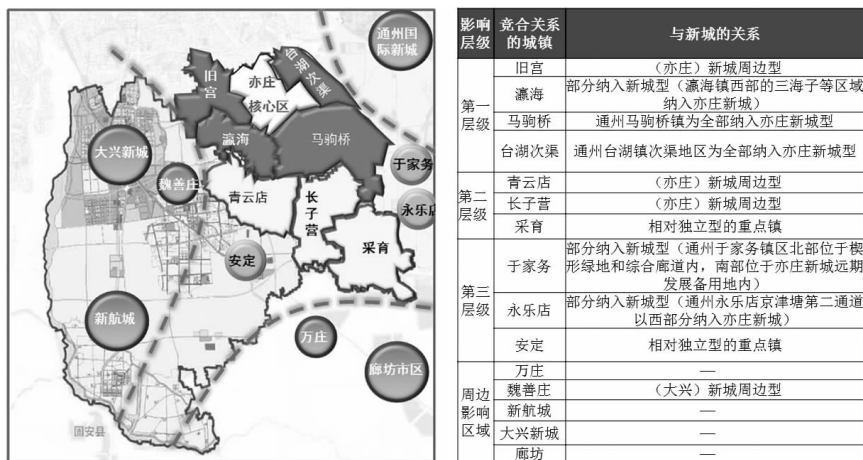 通州国
际新城
台湖次渠
旧
宫
亦庄
核心区
瀛海
马驹桥
大兴新城
于家务
魏善庄
青云店
长子营
永乐店
采育
安定
新航城
万庄
廊坊市区
固安县
影响
层级
竞合关系
的城镇
与新城的关系
第一
层级
旧宫
（亦庄）新城周边型
瀛海
部分纳入新城型（瀛海镇西部的三海子等区域
纳入亦庄新城）
马驹桥
通州马驹桥镇为全部纳入亦庄新城型
台湖次渠
通州台湖镇次渠地区为全部纳入亦庄新城型
第二
层级
青云店
（亦庄）新城周边型
长子营
（亦庄）新城周边型
采育
相对独立型的重点镇
第三
层级
于家务
部分纳入新城型（通州于家务镇区北部位于楔
形绿地和综合廊道内，南部位于亦庄新城远期
发展备用地内）
永乐店
部分纳入新城型（通州永乐店京津塘第二通道
以西部分纳入亦庄新城）
安定
相对独立型的重点镇
周边
影响
区域
万庄
—
魏善庄
（大兴）新城周边型
新航城
—
大兴新城
—
廊坊
—